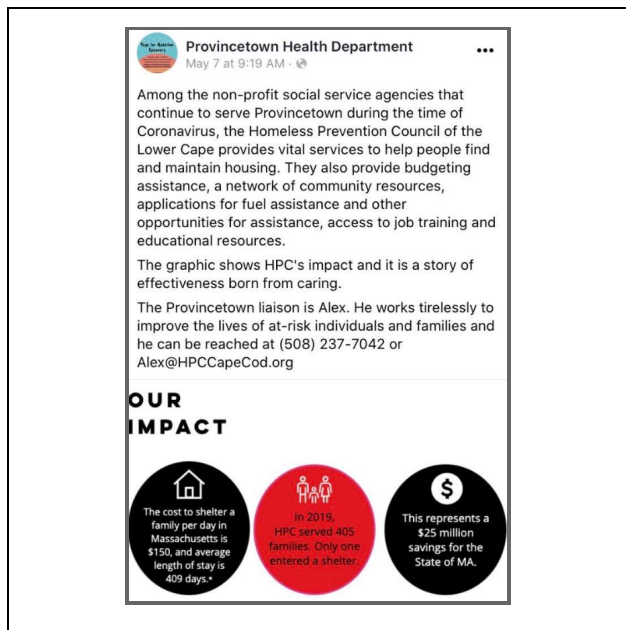 Yoga for Addiction
Recovery
Provincetown Health Department
May 7 at 9:19 AM ·
Among the non-profit social service agencies that
continue to serve Provincetown during the time of
Coronavirus, the Homeless Prevention Council of the
Lower Cape provides vital services to help people find
and maintain housing. They also provide budgeting
assistance, a network of community resources,
applications for fuel assistance and other
opportunities for assistance, access to job training and
educational resources.
The graphic shows HPC's impact and it is a story of
effectiveness born from caring.
The Provincetown liaison is Alex. He works tirelessly to
improve the lives of at-risk individuals and families and
he can be reached at (508) 237-7042 or
Alex@HPCCapeCod.org
OUR
IMPACT
The cost to shelter a
family per day in
Massachusetts is
$150, and average
length of stay is
409 days.*
In 2019,
HPC served 405
families. Only one
entered a shelter.
$
This represents a
$25 million
savings for the
State of MA.